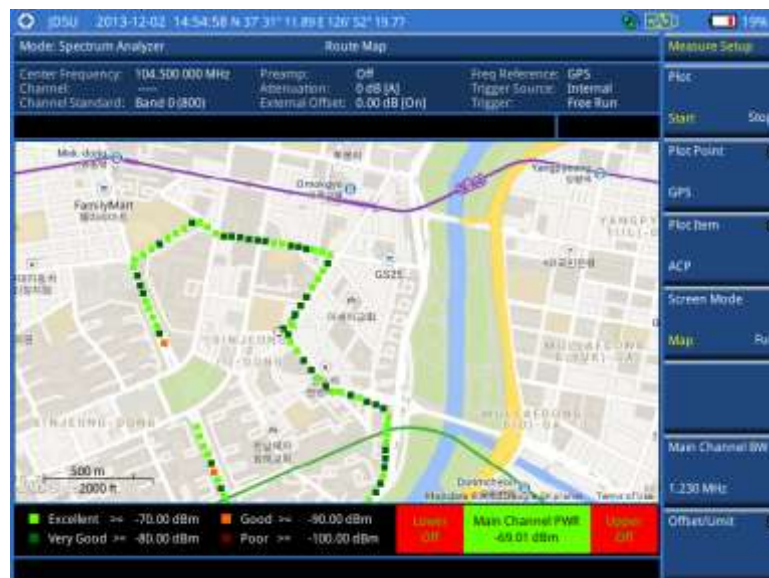 JDSU 2013-12-02 14:54:58 N 37° 31" 11.89 E 126° 52" 19.77
19%
Mode: Spectrum Analyzer
Route Map
Measure Setup
Center Frequency: 104.500 000 MHz
Preamp: Off
Freq Reference: GPS
Channel: ----
Attenuation: 0 dB [A]
Trigger Source: Internal
Channel Standard: Band 0 (800)
External Offset: 0.00 dB [On]
Trigger: Free Run
Plot
Start
Plot Point
GPS
Plot Item
ACP
Screen Mode
Map
Main Channel BW
1.230 MHz
Offset/Limit
Omokgyo
FamilyMart
GS25
SINJEONG-DONG
Dorimcheon
500 m
2000 ft
Excellent >= -70.00 dBm
Good >= -90.00 dBm
Very Good >= -80.00 dBm
Poor >= -100.00 dBm
Lower
Off
Main Channel PWR
-69.01 dBm
Upper
Off